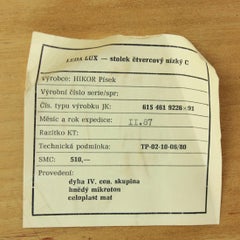 LEDA LUX — stolek čtvercový nízký C
Výrobce: HIKOR Písek
Výrobní číslo serie/spr:
Čís. typu výrobku JK: 615 461 9228-91
Měsíc a rok expedice: II.87
Razítko KT:
Technická podmínka: TP-02-10-06/80
SMC: 510,—
Provedení:
dyha IV. cen. skupina
hnědý mikroton
celoplast mat